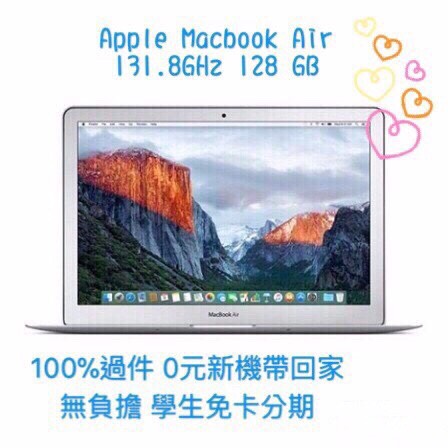 Apple Macbook Air
131.8GHz 128 GB
MacBook Air
100%過件 0元新機帶回家
無負擔 學生免卡分期